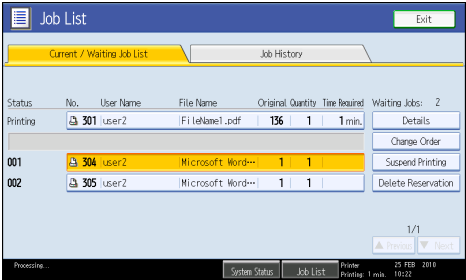 Job List Exit
Current / Waiting Job List Job History
Status No. User Name File Name Original Quantity Time Required Waiting Jobs: 2
Printing 301 user2 FileName1.pdf 136 1 1 min. Details
Change Order
001 304 user2 Microsoft Word··· 1 1 Suspend Printing
002 305 user2 Microsoft Word··· 1 1 Delete Reservation
1/1
▲ Previous ▼ Next
Processing... System Status Job List Printer 25 FEB 2010
Printing: 1 min. 10:22